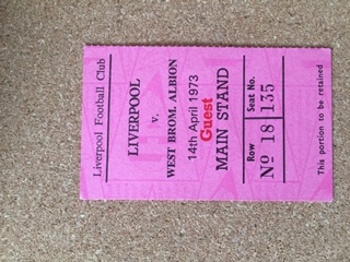 Liverpool Football Club
LIVERPOOL
v.
WEST BROM. ALBION
14th April 1973
Guest
MAIN STAND
Row Seat No.
No 18 135
This portion to be retained